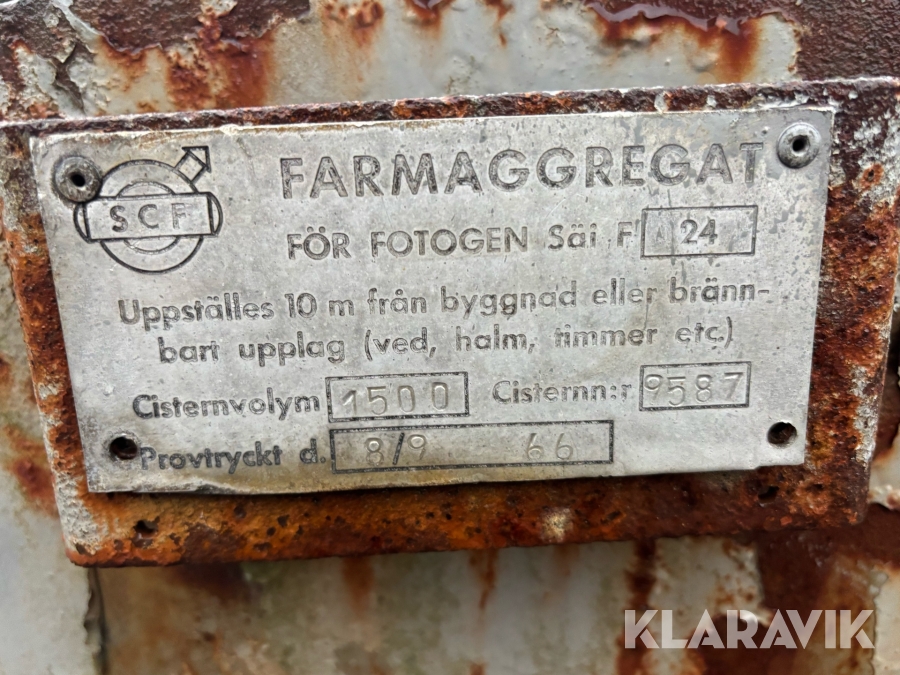 SCF
FARMAGGREGAT
FÖR FOTOGEN Säi F A 24
Uppställes 10 m från byggnad eller bränn-
bart upplag (ved, halm, timmer etc.)
Cisternvolym 1500 Cisternn:r 9587
Provtryckt d. 8/9 66
KLARAVIK